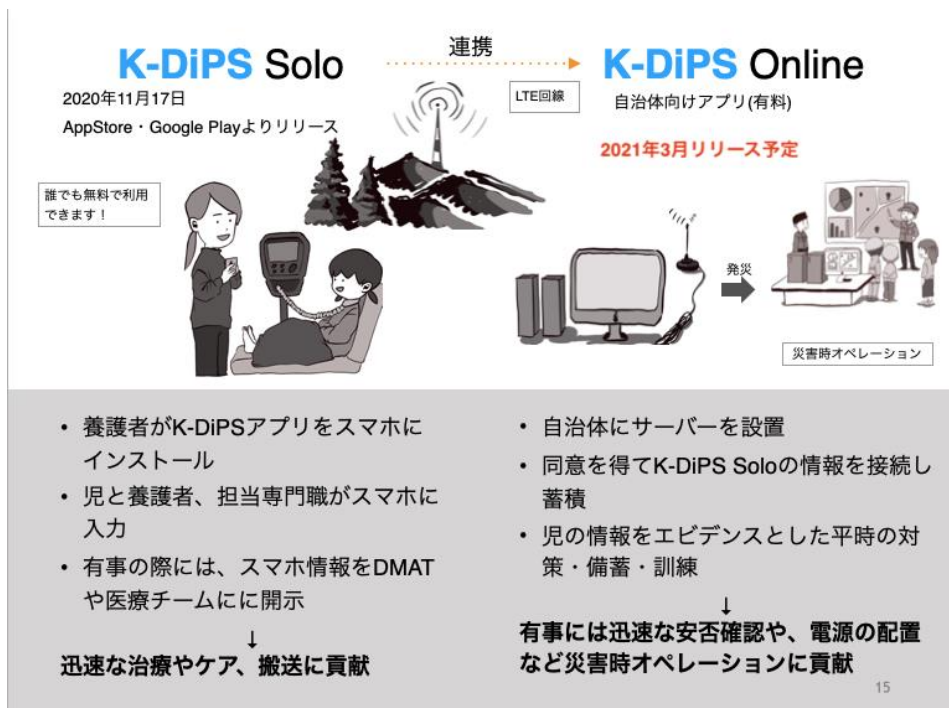 K-DiPS Solo
2020年11月17日
AppStore・Google Playよりリリース
誰でも無料で利用
できます！
連携
LTE回線
K-DiPS Online
自治体向けアプリ(有料)
2021年3月リリース予定
発災
災害時オペレーション
• 養護者がK-DiPSアプリをスマホに
インストール
• 児と養護者、担当専門職がスマホに
入力
• 有事の際には、スマホ情報をDMAT
や医療チームにに開示
↓
迅速な治療やケア、搬送に貢献
• 自治体にサーバーを設置
• 同意を得てK-DiPS Soloの情報を接続し
蓄積
• 児の情報をエビデンスとした平時の対
策・備蓄・訓練
↓
有事には迅速な安否確認や、電源の配置
など災害時オペレーションに貢献
15